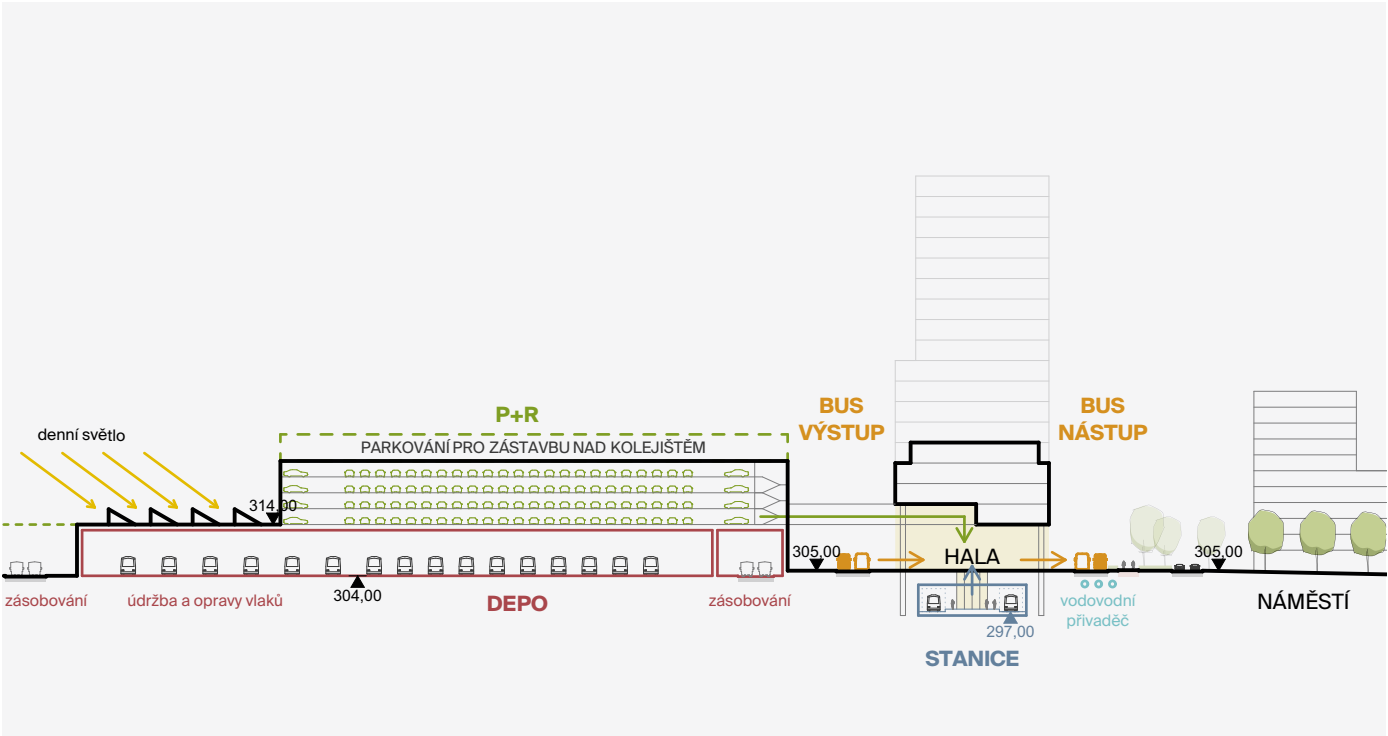 P+R
PARKOVÁNÍ PRO ZÁSTAVBU NAD KOLEJIŠTĚM
denní světlo
314,00
BUS
VÝSTUP
BUS
NÁSTUP
305,00
HALA
305,00
zásobování
údržba a opravy vlaků
304,00
DEPO
zásobování
297,00
STANICE
vodovodní
přivaděč
NÁMĚSTÍ